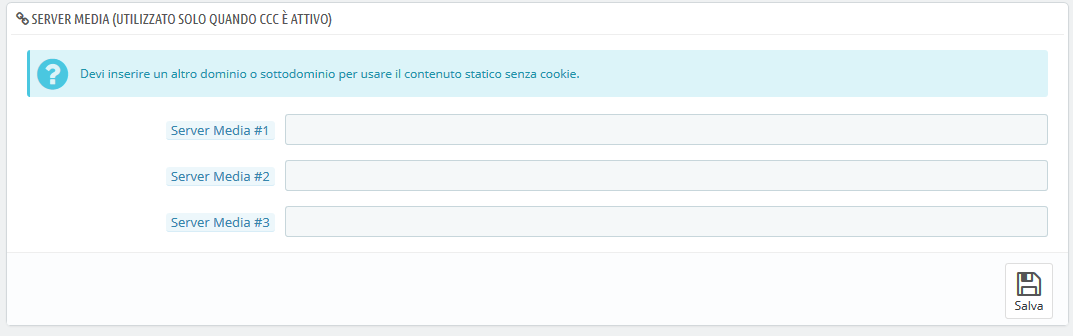 SERVER MEDIA (UTILIZZATO SOLO QUANDO CCC È ATTIVO)
Devi inserire un altro dominio o sottodominio per usare il contenuto statico senza cookie.
Server Media #1
Server Media #2
Server Media #3
Salva